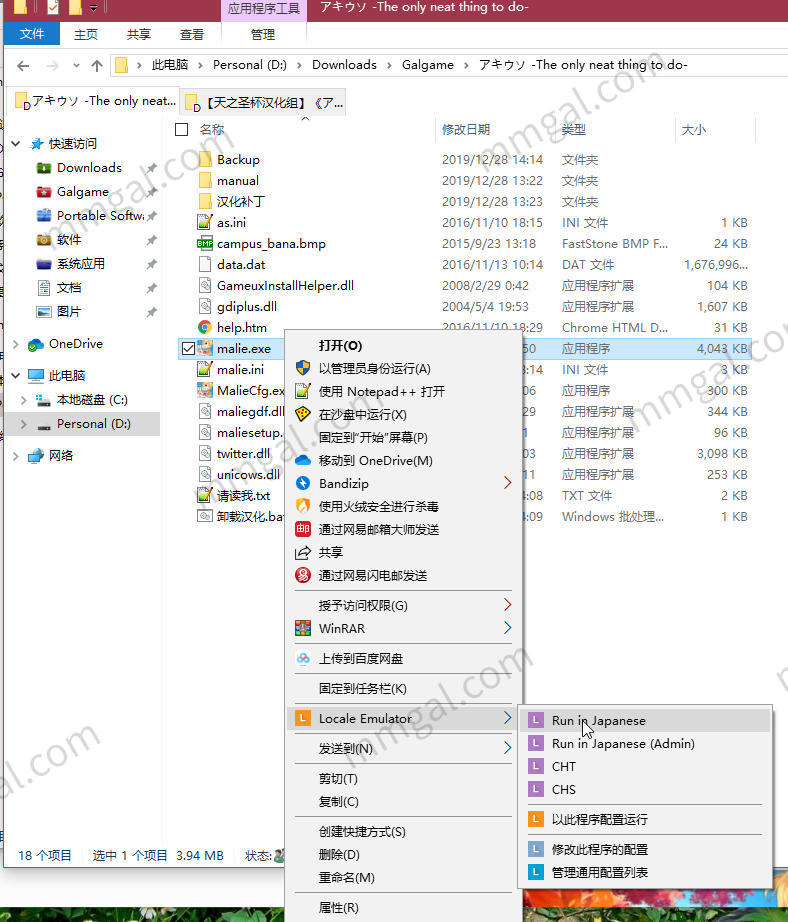 应用程序工具 アキウソ -The only neat thing to do-
文件 主页 共享 查看 管理
此电脑 Personal (D:) Downloads Galgame アキウソ -The only neat thing to do-
アキウソ -The only neat... 【天之圣杯汉化组】《ア...
名称 修改日期 类型 大小
快速访问
Downloads
Galgame
Portable Softwa
软件
系统应用
文档
图片
OneDrive
此电脑
本地磁盘 (C:)
Personal (D:)
网络
Backup 2019/12/28 14:14 文件夹
manual 2019/12/28 13:22 文件夹
汉化补丁 2019/12/28 13:23 文件夹
as.ini 2016/11/10 18:15 INI 文件 1 KB
campus_bana.bmp 2015/9/23 13:18 FastStone BMP F... 24 KB
data.dat 2016/11/13 10:14 DAT 文件 1,676,996...
GameuxInstallHelper.dll 2008/2/29 0:42 应用程序扩展 104 KB
gdiplus.dll 2004/5/4 19:53 应用程序扩展 1,607 KB
help.htm 2016/11/10 18:29 Chrome HTML D... 31 KB
malie.exe 50 应用程序 4,043 KB
malie.ini 3:14 INI 文件 3 KB
MalieCfg.ex 06 应用程序 300 KB
maliegdf.dll 29 应用程序扩展 344 KB
maliesetup. 1 应用程序扩展 96 KB
twitter.dll 03 应用程序扩展 3,098 KB
unicows.dll 11 应用程序扩展 253 KB
请读我.txt 4:08 TXT 文件 2 KB
卸载汉化.bat 4:09 Windows 批处理... 1 KB
打开(O)
以管理员身份运行(A)
使用 Notepad++ 打开
在沙盘中运行(X)
固定到"开始"屏幕(P)
移动到 OneDrive(M)
Bandizip
使用火绒安全进行杀毒
通过网易邮箱大师发送
共享
通过网易闪电邮发送
授予访问权限(G)
WinRAR
上传到百度网盘
固定到任务栏(K)
Locale Emulator
发送到(N)
剪切(T)
复制(C)
创建快捷方式(S)
删除(D)
重命名(M)
属性(R)
Run in Japanese
Run in Japanese (Admin)
CHT
CHS
以此程序配置运行
修改此程序的配置
管理通用配置列表
18 个项目 选中 1 个项目 3.94 MB 状态:
mmgal.com
mmgal.com
mmgal.com
mmgal.com
mmgal.com